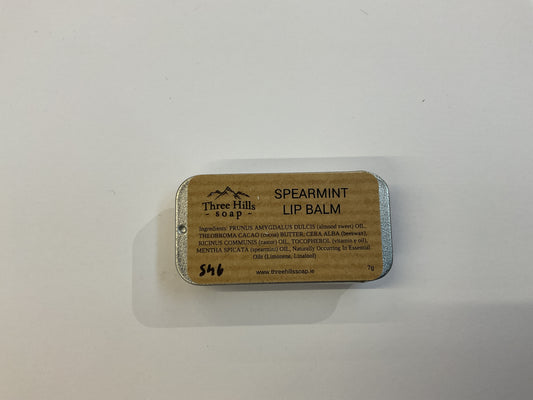 Three Hills
- soap -
SPEARMINT
LIP BALM
Ingredients: PRUNUS AMYGDALUS DULCIS (almond sweet) OIL,
THEOBROMA CACAO (cocoa) BUTTER; CERA ALBA (beeswax),
RICINUS COMMUNIS (castor) OIL, TOCOPHEROL (vitamin e oil),
MENTHA SPICATA (spearmint) OIL, Naturally Occurring In Essential
Oils (Limonene, Linalool)
S46
www.threehillssoap.ie
7g